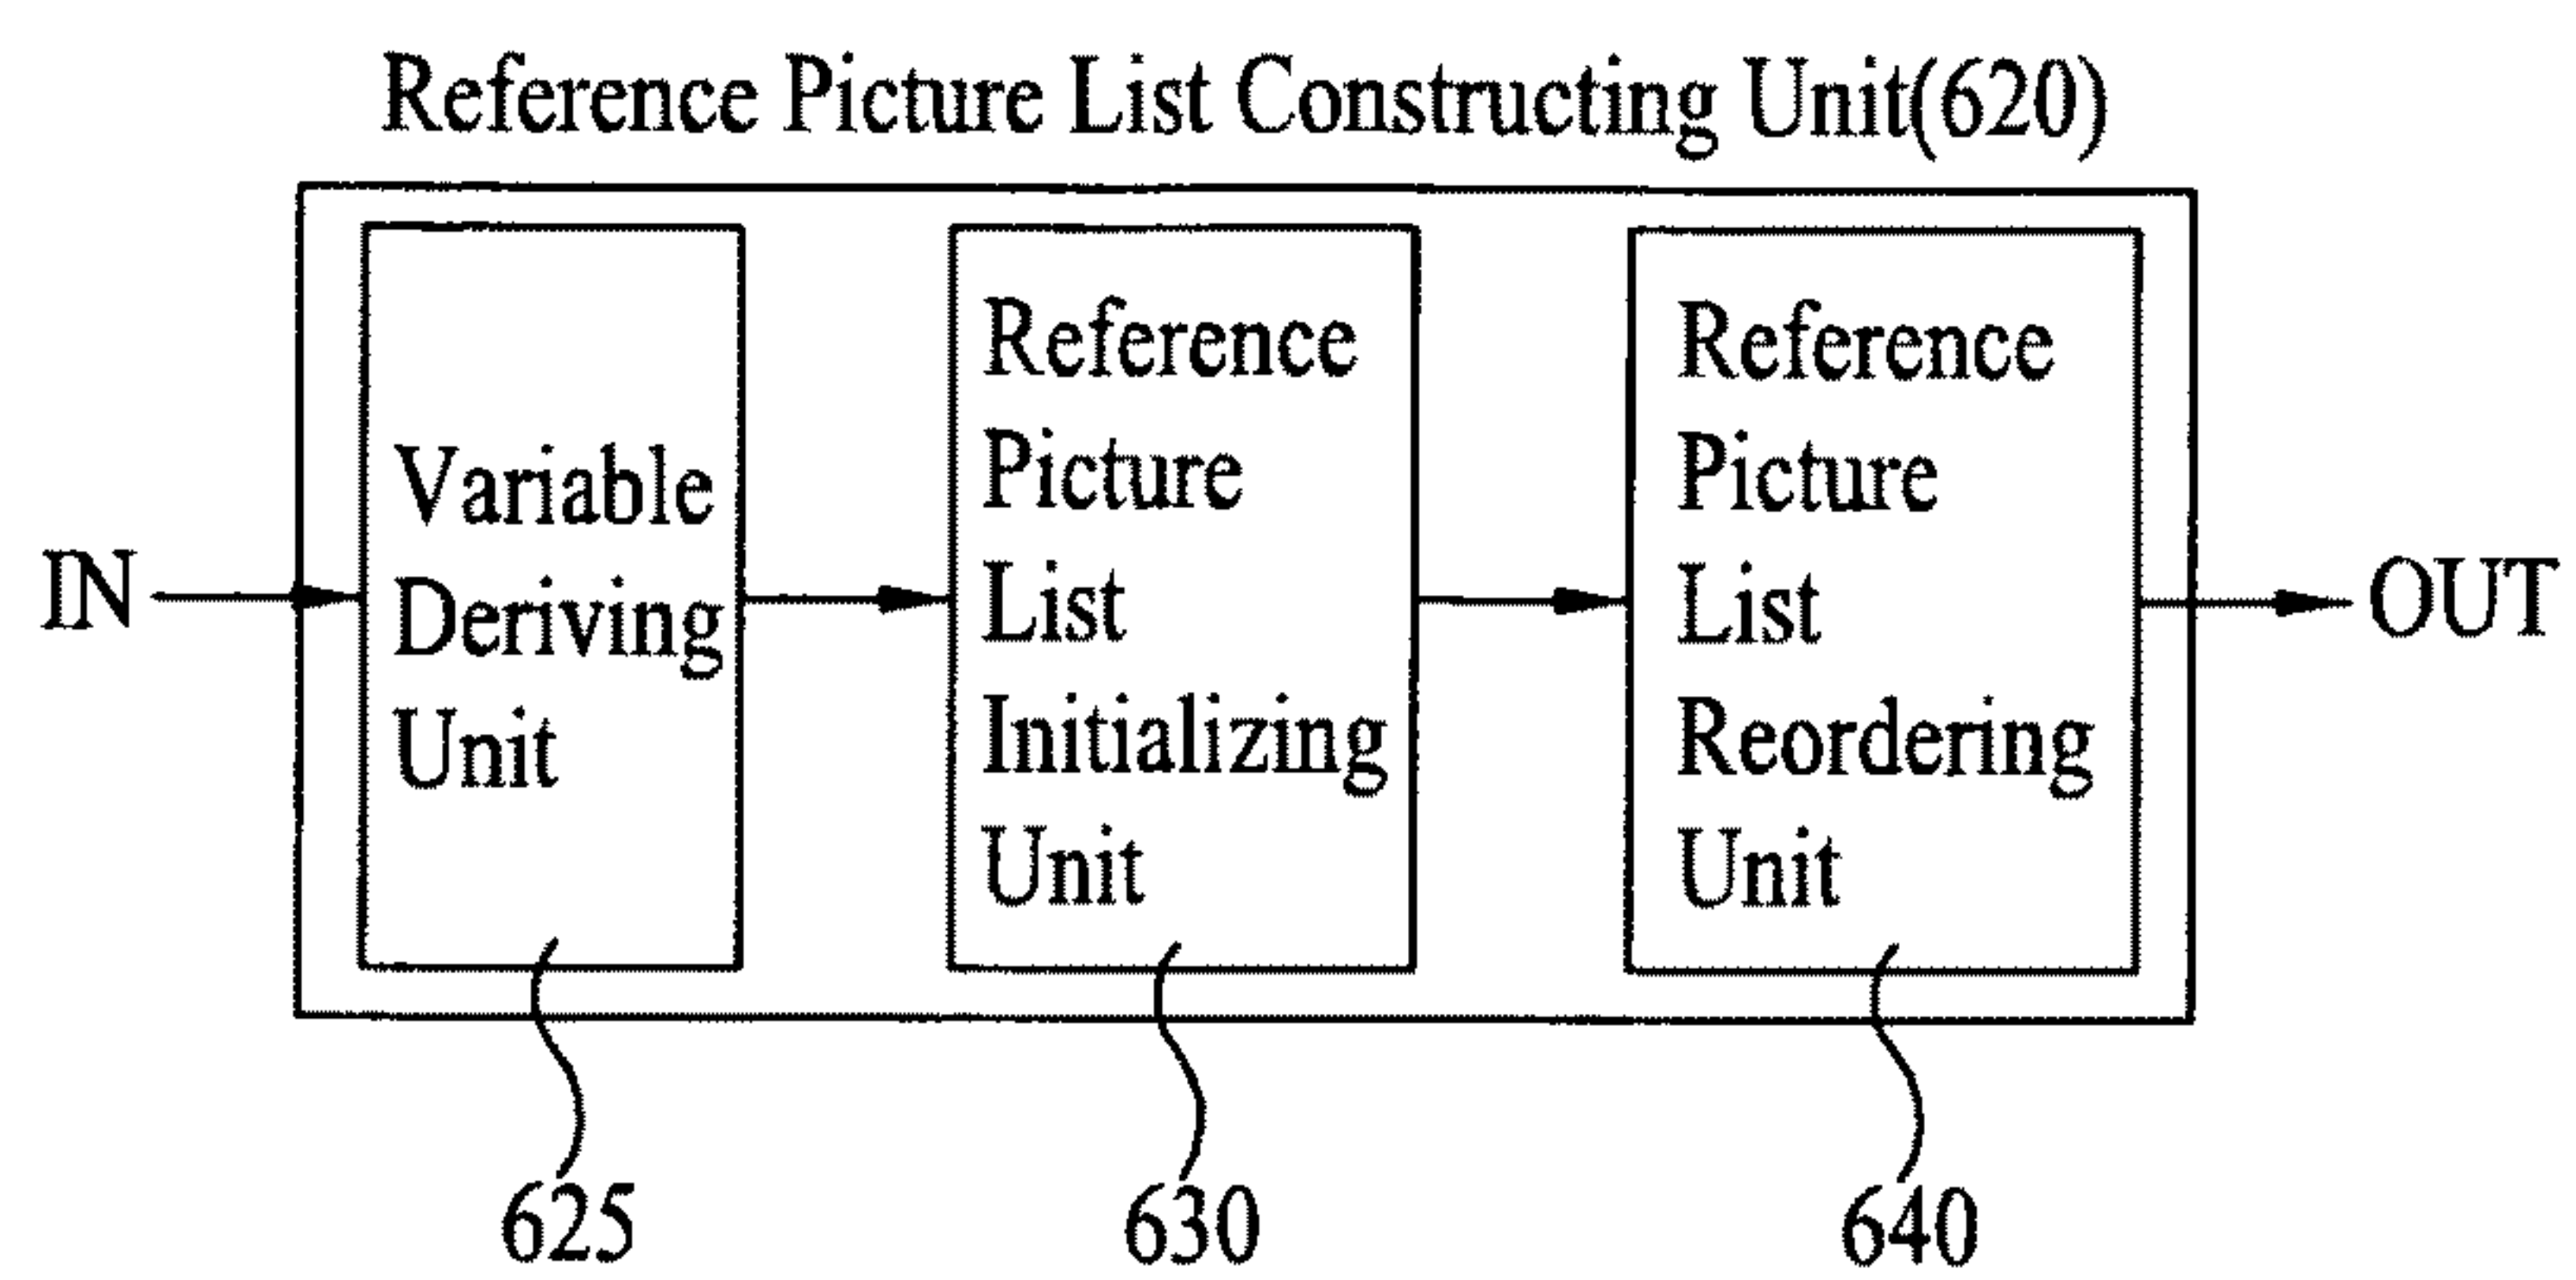 Reference Picture List Constructing Unit(620)
IN
Variable
Deriving
Unit
Reference
Picture
List
Initializing
Unit
Reference
Picture
List
Reordering
Unit
OUT
625
630
640